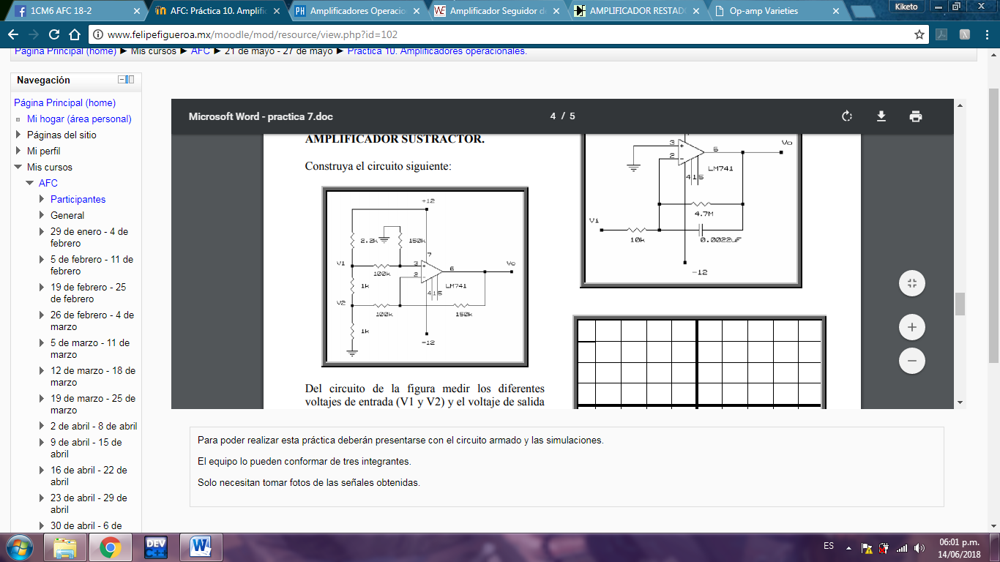 1CM6 AFC 18-2
AFC: Práctica 10. Amplific
Amplificadores Operacio
Amplificador Seguidor d
AMPLIFICADOR RESTAD
Op-amp Varieties
Kiketo
www.felipefigueroa.mx/moodle/mod/resource/view.php?id=102
Página Principal (home) ► Mis cursos ► AFC ► 21 de mayo - 27 de mayo ► Práctica 10. Amplificadores operacionales.
Navegación
Página Principal (home)
Mi hogar (área personal)
Páginas del sitio
Mi perfil
Mis cursos
AFC
Participantes
General
29 de enero - 4 de
febrero
5 de febrero - 11 de
febrero
19 de febrero - 25
de febrero
26 de febrero - 4 de
marzo
5 de marzo - 11 de
marzo
12 de marzo - 18 de
marzo
19 de marzo - 25 de
marzo
2 de abril - 8 de abril
9 de abril - 15 de
abril
16 de abril - 22 de
abril
23 de abril - 29 de
abril
30 de abril - 6 de
Microsoft Word - practica 7.doc
4 / 5
AMPLIFICADOR SUSTRACTOR.
Construya el circuito siguiente:
+12
2.2k
150k
7
V1
3
+
6
Vo
100k
2
-
LM741
1k
4 1 5
V2
100k
150k
1k
-12
Del circuito de la figura medir los diferentes
voltajes de entrada (V1 y V2) y el voltaje de salida
3
+
6
Vo
2
-
LM741
4 1 5
4.7M
Vi
10k
0.0022uF
-12
Para poder realizar esta práctica deberán presentarse con el circuito armado y las simulaciones.
El equipo lo pueden conformar de tres integrantes.
Solo necesitan tomar fotos de las señales obtenidas.
DEV
C++
W
ES
06:01 p.m.
14/06/2018